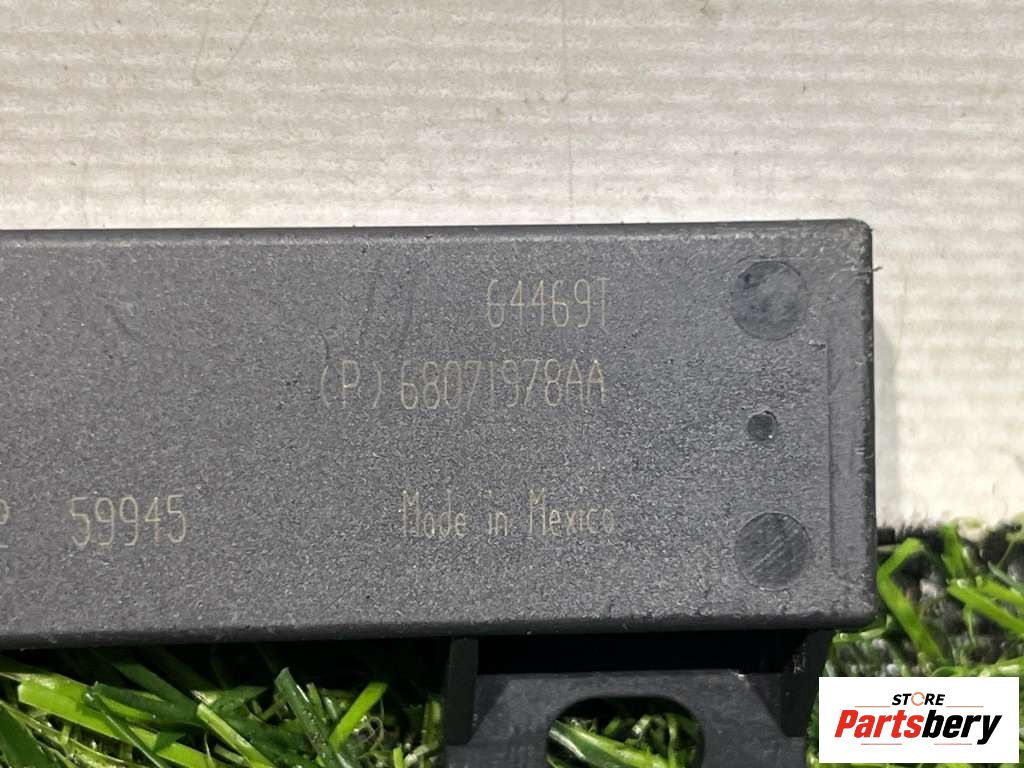 64469T
(P) 68071978AA
59945 Made in Mexico
STORE
Partsbery